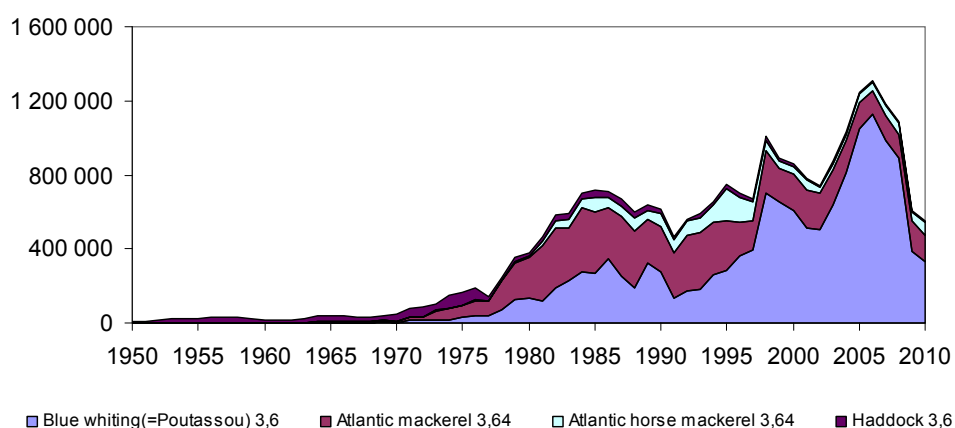 1 600 000
1 200 000
800 000
400 000
0
1950 1955 1960 1965 1970 1975 1980 1985 1990 1995 2000 2005 2010
Blue whiting(=Poutassou) 3,6 Atlantic mackerel 3,64 Atlantic horse mackerel 3,64 Haddock 3,6